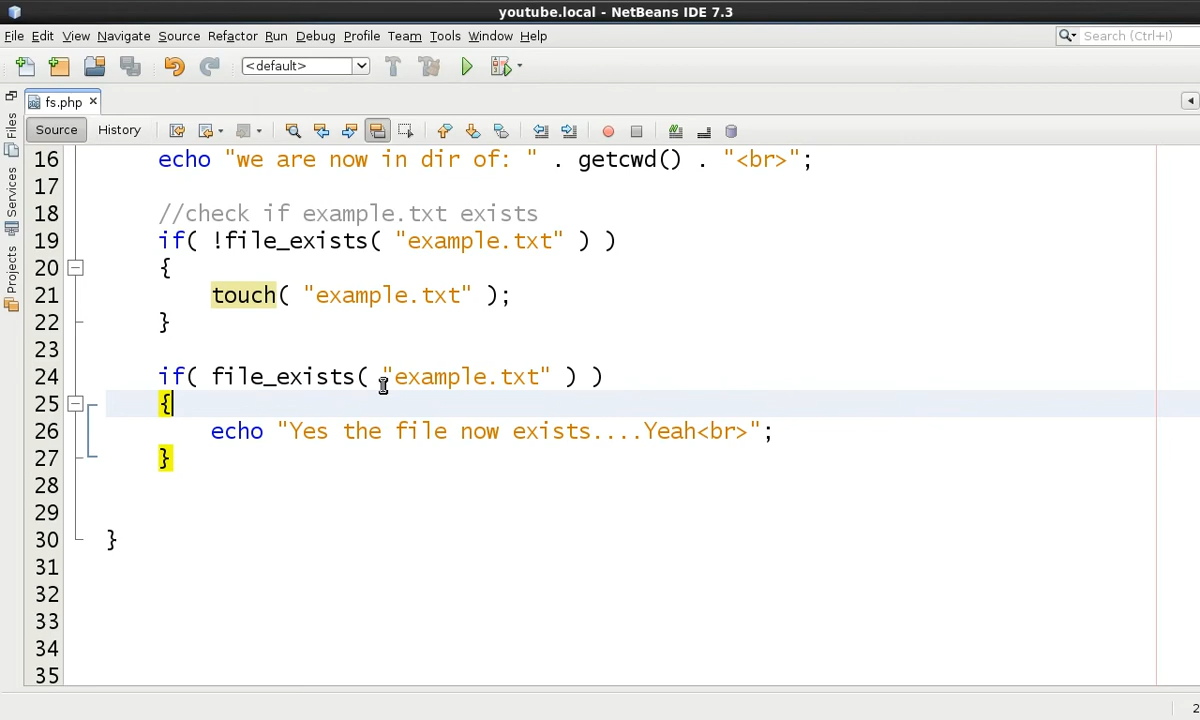 youtube.local - NetBeans IDE 7.3
File Edit View Navigate Source Refactor Run Debug Profile Team Tools Window Help
Search (Ctrl+I)
<default>
fs.php
Source History
Files
Services
Projects
16 echo "we are now in dir of: " . getcwd() . "<br>";
17
18 //check if example.txt exists
19 if( !file_exists( "example.txt" ) )
20 {
21 touch( "example.txt" );
22 }
23
24 if( file_exists( "example.txt" ) )
25 {
26 echo "Yes the file now exists....Yeah<br>";
27 }
28
29
30 }
31
32
33
34
35
2